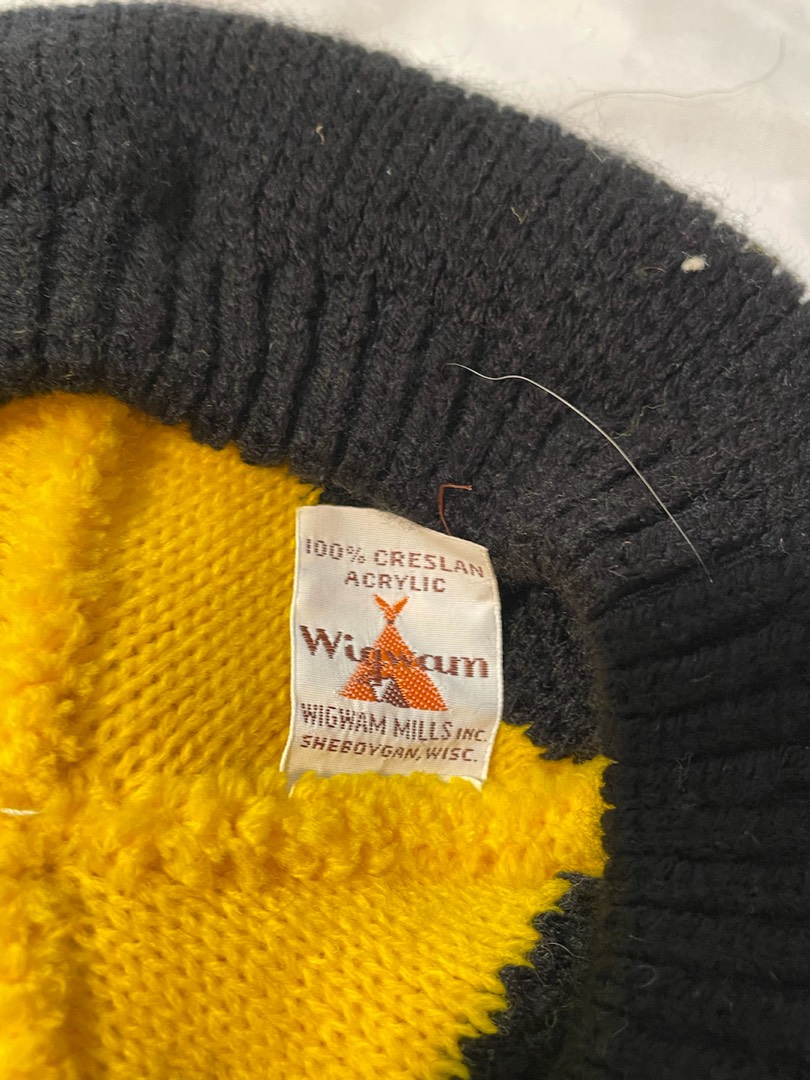 100% CRESLAN
ACRYLIC
Wigwam
WIGWAM MILLS INC.
SHEBOYGAN, WISC.